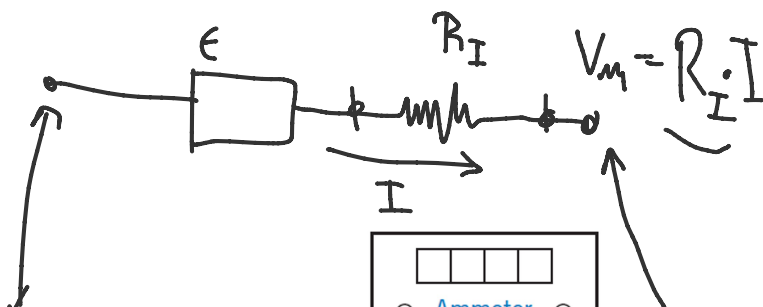 ϵ
R_I
V_m = R_I · I
I
Ammeter